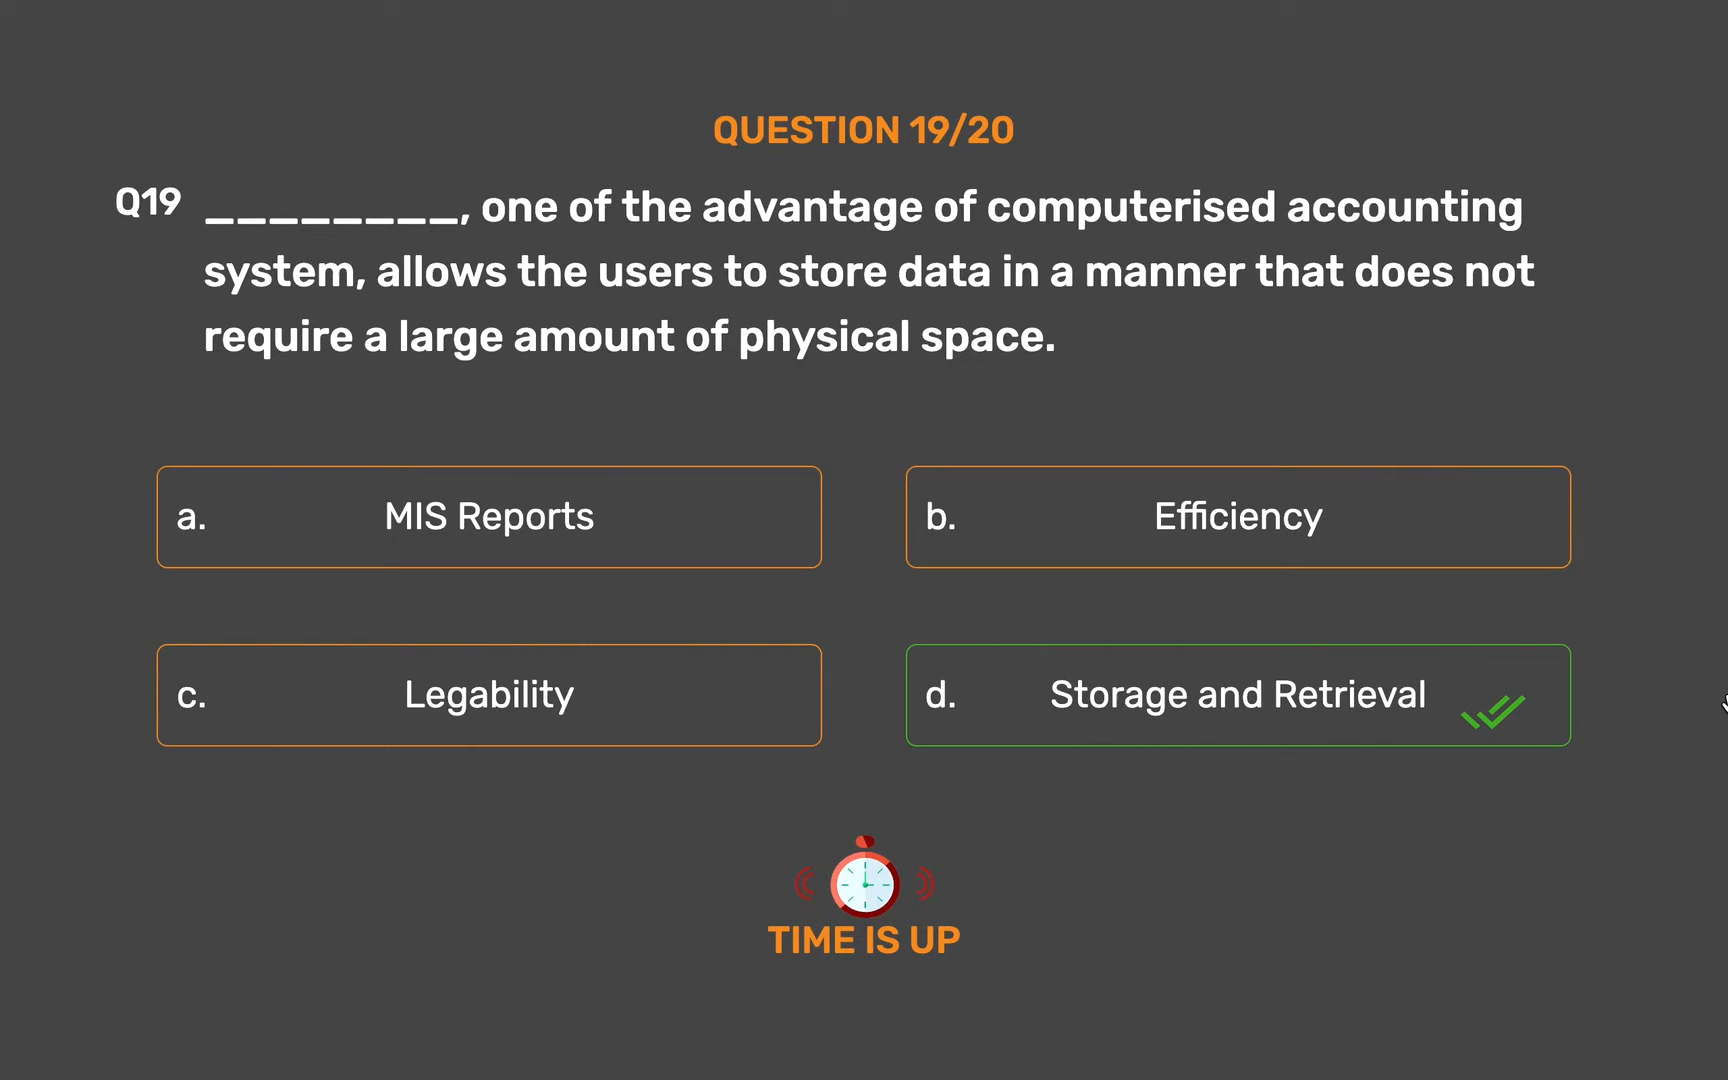 QUESTION 19/20
Q19 ________, one of the advantage of computerised accounting
system, allows the users to store data in a manner that does not
require a large amount of physical space.
a. MIS Reports
b. Efficiency
c. Legability
d. Storage and Retrieval
TIME IS UP